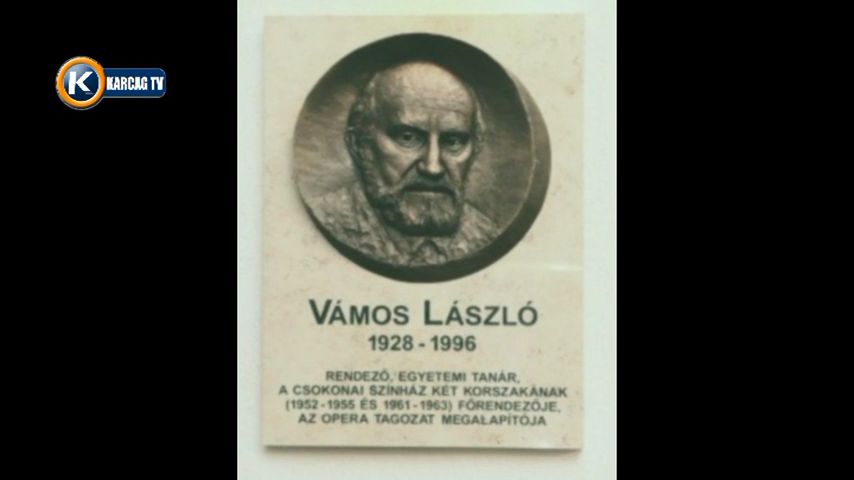 K KARCAG TV
VÁMOS LÁSZLÓ
1928 - 1996
RENDEZŐ, EGYETEMI TANÁR,
A CSOKONAI SZÍNHÁZ KÉT KORSZAKÁNAK
(1952-1955 ÉS 1961-1963) FŐRENDEZŐJE,
AZ OPERA TAGOZAT MEGALAPÍTÓJA